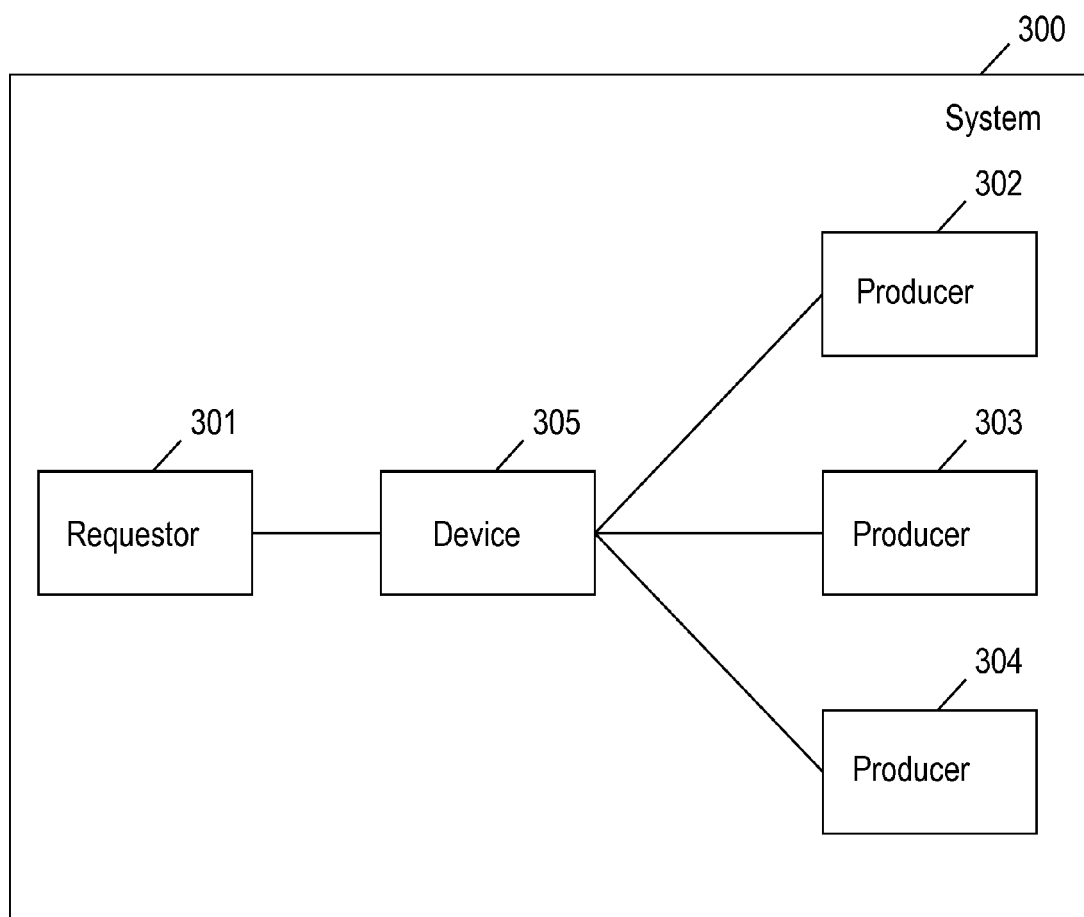 300
System
302
Producer
301
305
303
Requestor
Device
Producer
304
Producer